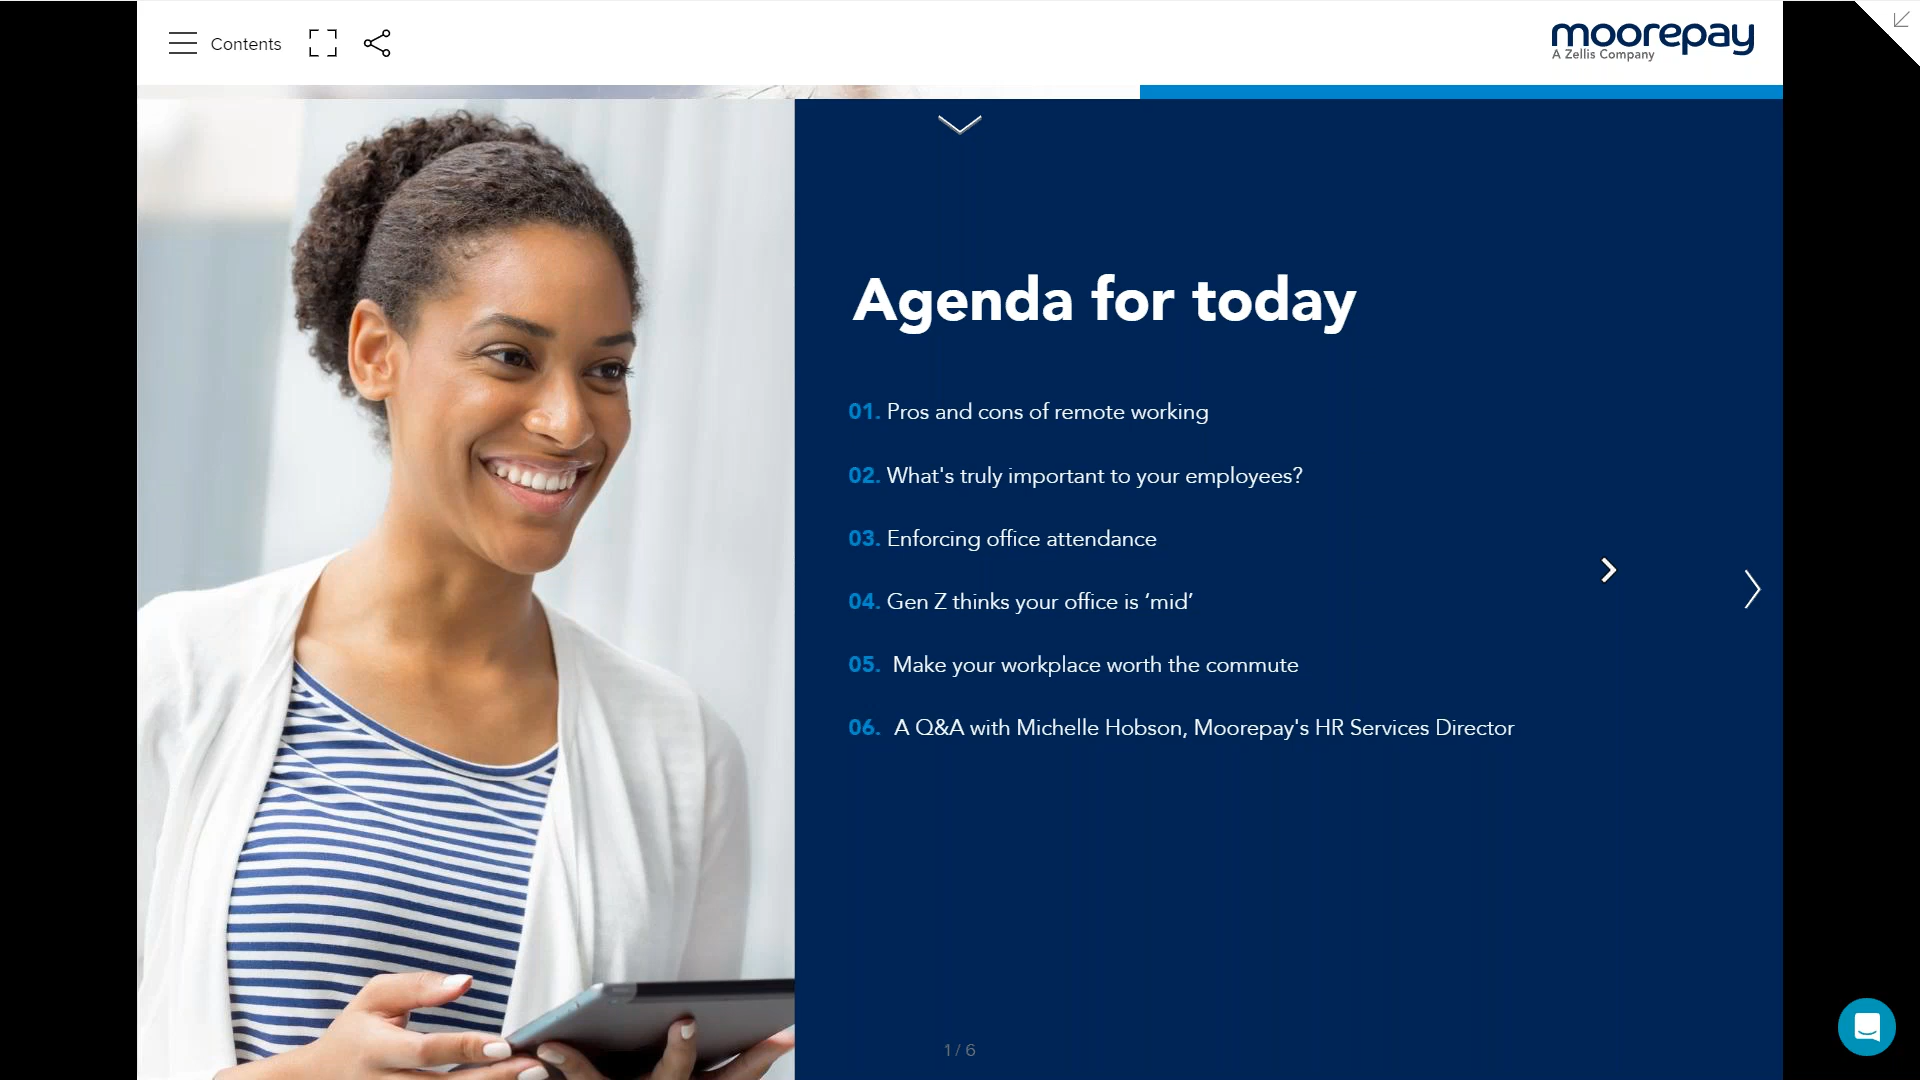 Contents
moorepay
A Zellis Company
Agenda for today
01. Pros and cons of remote working
02. What's truly important to your employees?
03. Enforcing office attendance
04. Gen Z thinks your office is ‘mid’
05. Make your workplace worth the commute
06. A Q&A with Michelle Hobson, Moorepay's HR Services Director
1 / 6